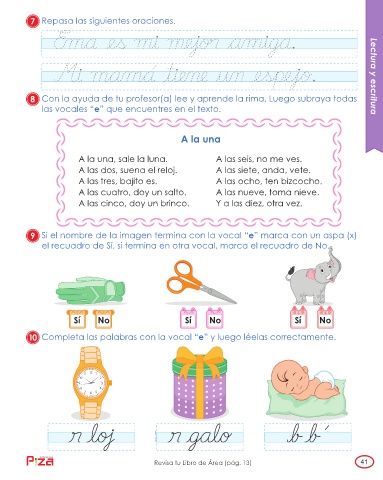 7 Repasa las siguientes oraciones.
Ema es mi mejor amiga.
Mi mamá tiene un espejo.
8 Con la ayuda de tu profesor(a) lee y aprende la rima. Luego subraya todas
las vocales “e” que encuentres en el texto.
A la una
A la una, sale la luna.
A las dos, suena el reloj.
A las tres, bajito es.
A las cuatro, doy un salto.
A las cinco, doy un brinco.
A las seis, no me ves.
A las siete, anda, vete.
A las ocho, ten bizcocho.
A las nueve, toma nieve.
Y a las diez, otra vez.
9 Si el nombre de la imagen termina con la vocal “e” marca con un aspa (x)
el recuadro de Sí, si termina en otra vocal, marca el recuadro de No.
Sí No Sí No Sí No
10 Completa las palabras con la vocal “e” y luego léelas correctamente.
r loj r galo b b´
Pza Revisa tu Libro de Área (pág. 13) 41
Lectura y escritura